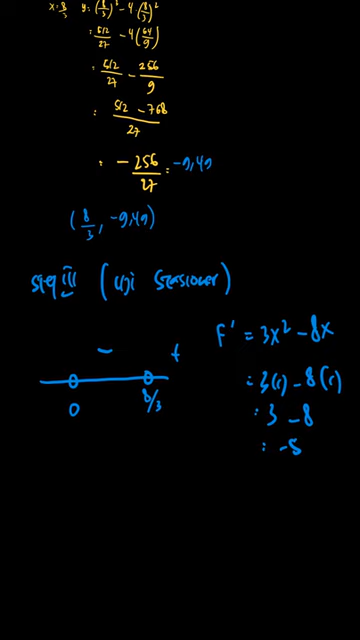 x = 8/3 y = (8/3)³ - 4 · (8/3)²
= 512/27 - 4(64/9)
= 512/27 - 256/9
= 512 - 768/27
= -256/27 = -9,49
(8/3, -9,49)
step iii (Uji stasioner)
- +
0 8/3
F' = 3x² - 8x
= 3(1) - 8(1)
= 3 - 8
= -5